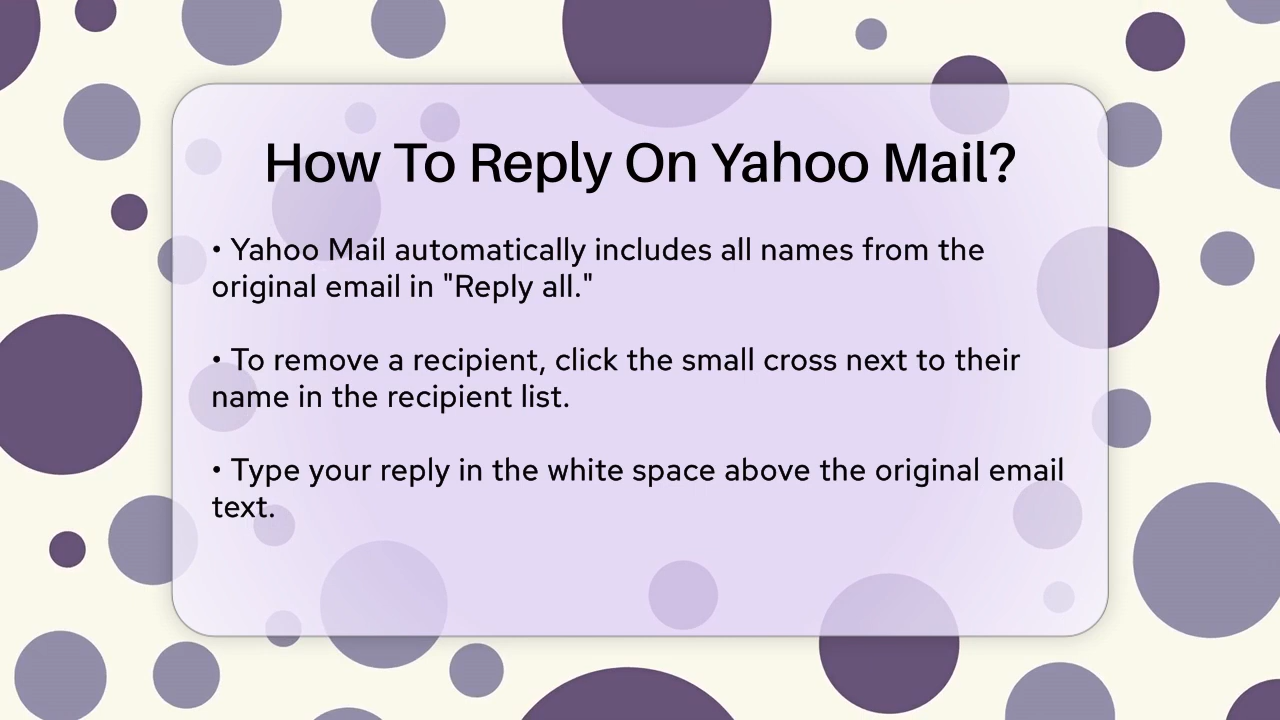 How To Reply On Yahoo Mail?
• Yahoo Mail automatically includes all names from the
original email in "Reply all."
• To remove a recipient, click the small cross next to their
name in the recipient list.
• Type your reply in the white space above the original email
text.